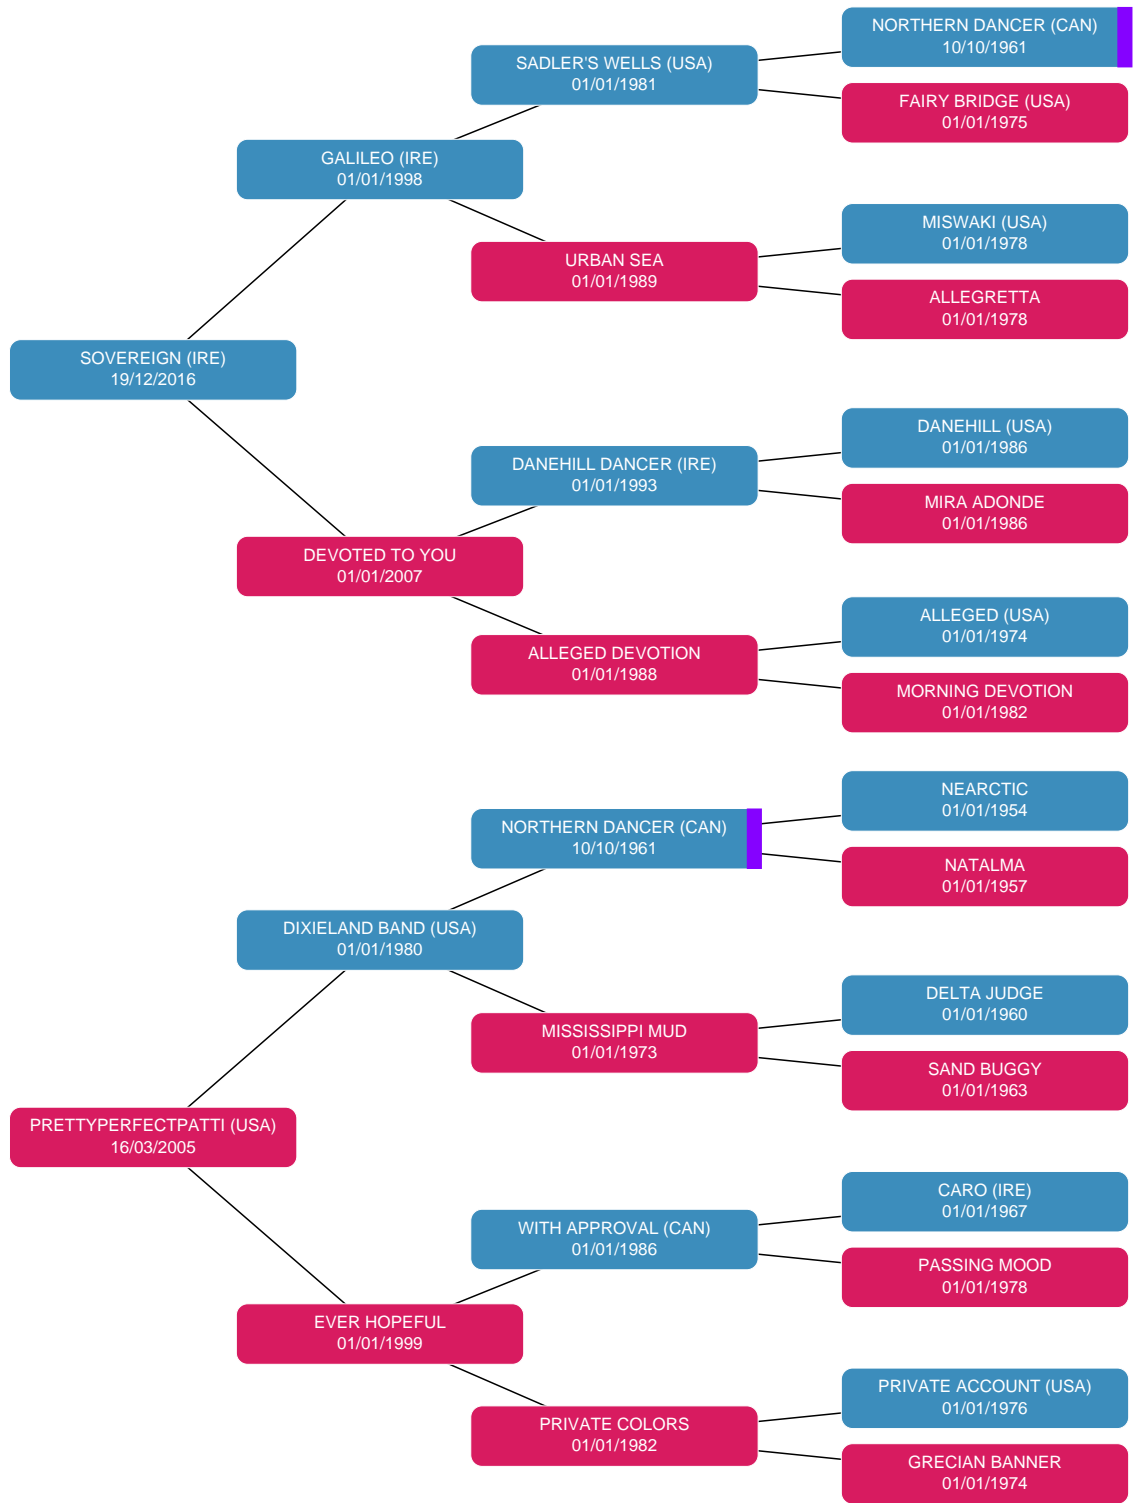 NORTHERN DANCER (CAN)
10/10/1961
SADLER'S WELLS (USA)
01/01/1981
FAIRY BRIDGE (USA)
01/01/1975
GALILEO (IRE)
01/01/1998
MISWAKI (USA)
01/01/1978
URBAN SEA
01/01/1989
ALLEGRETTA
01/01/1978
SOVEREIGN (IRE)
19/12/2016
DANEHILL (USA)
01/01/1986
DANEHILL DANCER (IRE)
01/01/1993
MIRA ADONDE
01/01/1986
DEVOTED TO YOU
01/01/2007
ALLEGED (USA)
01/01/1974
ALLEGED DEVOTION
01/01/1988
MORNING DEVOTION
01/01/1982
NEARCTIC
01/01/1954
NORTHERN DANCER (CAN)
10/10/1961
NATALMA
01/01/1957
DIXIELAND BAND (USA)
01/01/1980
DELTA JUDGE
01/01/1960
MISSISSIPPI MUD
01/01/1973
SAND BUGGY
01/01/1963
PRETTYPERFECTPATTI (USA)
16/03/2005
CARO (IRE)
01/01/1967
WITH APPROVAL (CAN)
01/01/1986
PASSING MOOD
01/01/1978
EVER HOPEFUL
01/01/1999
PRIVATE ACCOUNT (USA)
01/01/1976
PRIVATE COLORS
01/01/1982
GRECIAN BANNER
01/01/1974